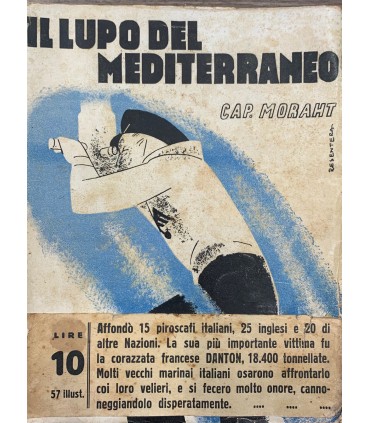 IL LUPO DEL
MEDITERRANEO
CAP. MORAHT
RESENTERA
LIRE
10
57 illust.
Affondò 15 piroscafi italiani, 25 inglesi e 20 di
altre Nazioni. La sua più importante vittima fu
la corazzata francese DANTON, 18.400 tonnellate.
Molti vecchi marinai italiani osarono affrontarlo
coi loro velieri, e si fecero molto onore, canno-
neggiandolo disperatamente. .... .... ....